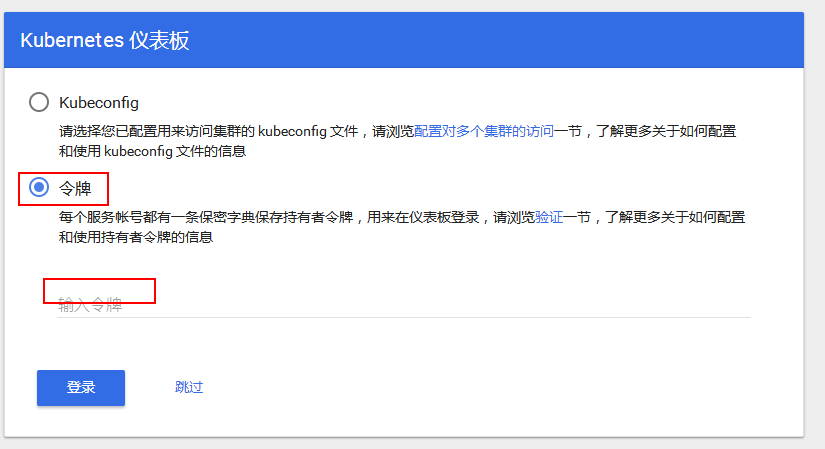 Kubernetes 仪表板
Kubeconfig
请选择您已配置用来访问集群的 kubeconfig 文件，请浏览配置对多个集群的访问一节，了解更多关于如何配置
和使用 kubeconfig 文件的信息
令牌
每个服务帐号都有一条保密字典保存持有者令牌，用来在仪表板登录，请浏览验证一节，了解更多关于如何配置
和使用持有者令牌的信息
输入令牌
登录 跳过